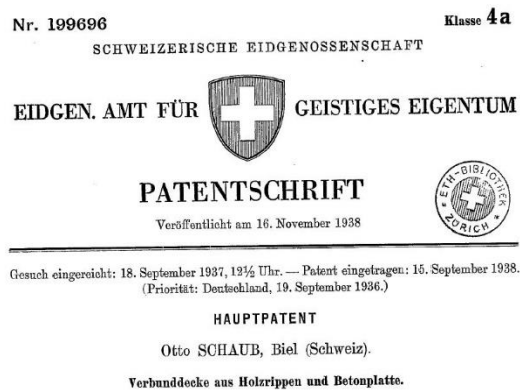 Nr. 199696
Klasse 4a
SCHWEIZERISCHE EIDGENOSSENSCHAFT
EIDGEN. AMT FÜR GEISTIGES EIGENTUM
PATENTSCHRIFT
Veröffentlicht am 16. November 1938
ETH-BIBLIOTHEK
ZÜRICH
Gesuch eingereicht: 18. September 1937, 12½ Uhr. — Patent eingetragen: 15. September 1938.
(Priorität: Deutschland, 19. September 1936.)
HAUPTPATENT
Otto SCHAUB, Biel (Schweiz).
Verbunddecke aus Holzrippen und Betonplatte.